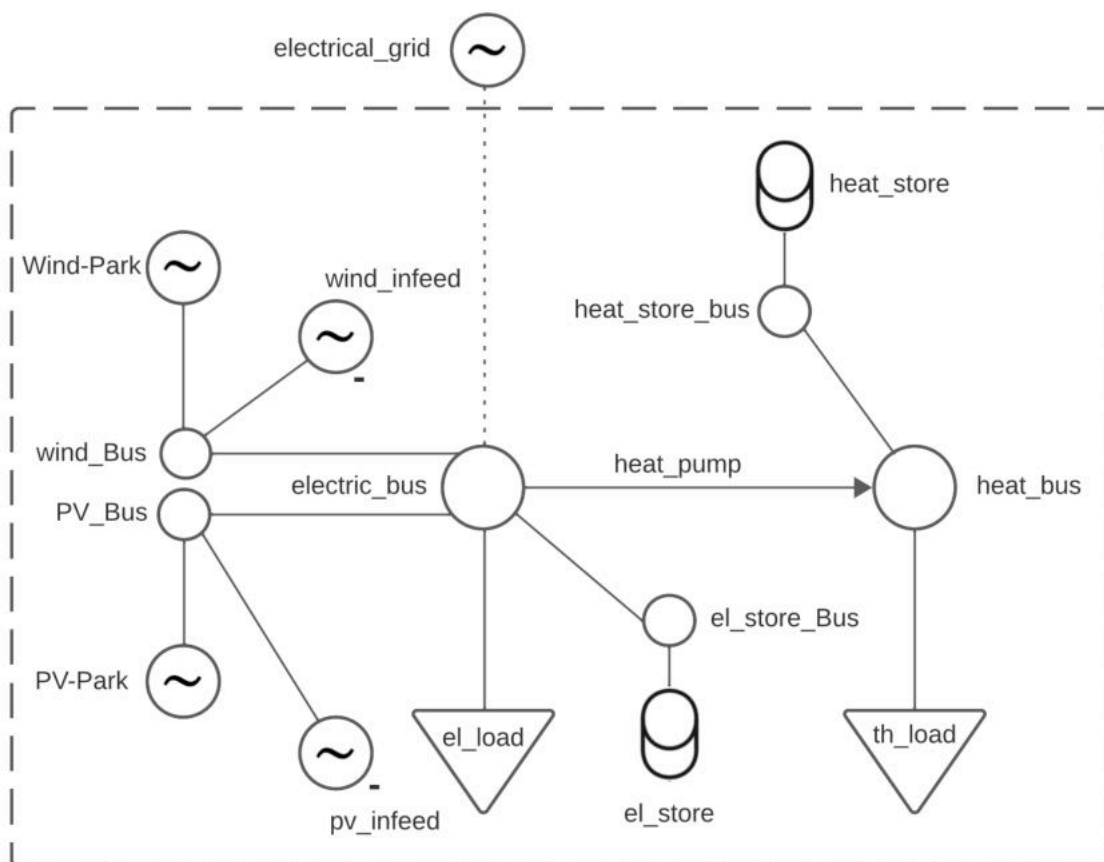 electrical_grid
heat_store
Wind-Park
wind_infeed
heat_store_bus
wind_Bus
electric_bus
heat_pump
heat_bus
PV_Bus
el_store_Bus
PV-Park
el_load
th_load
el_store
pv_infeed